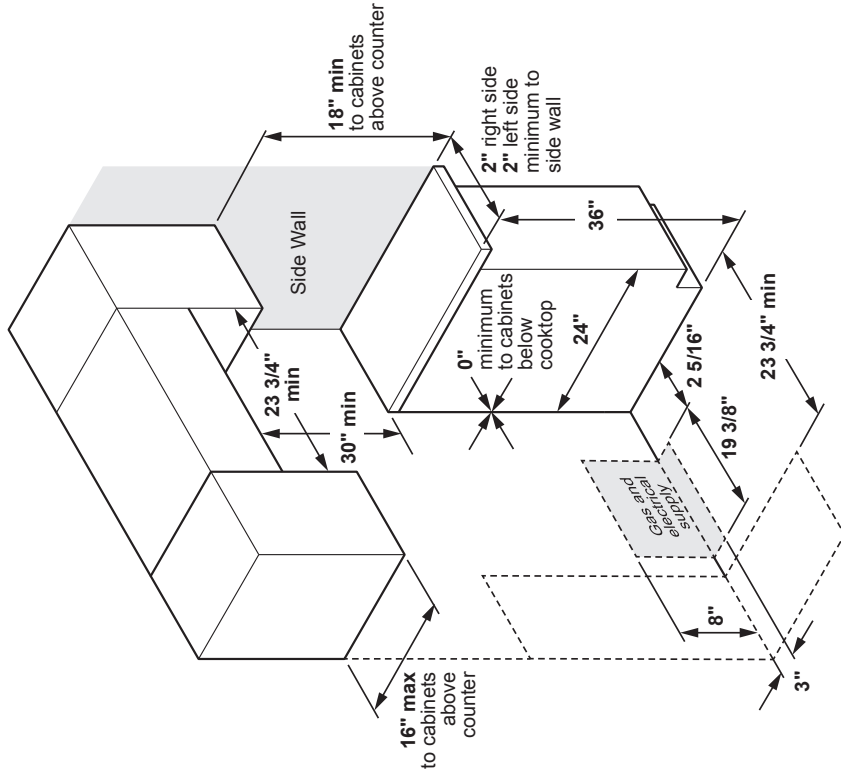 18" min
to cabinets
above counter
Side Wall
2" right side
2" left side
minimum to
side wall
23 3/4"
min
30" min
0"
minimum
to cabinets
below
cooktop
36"
24"
2 5/16"
23 3/4" min
19 3/8"
Gas and
electrical
supply
16" max
to cabinets
above
counter
8"
3"